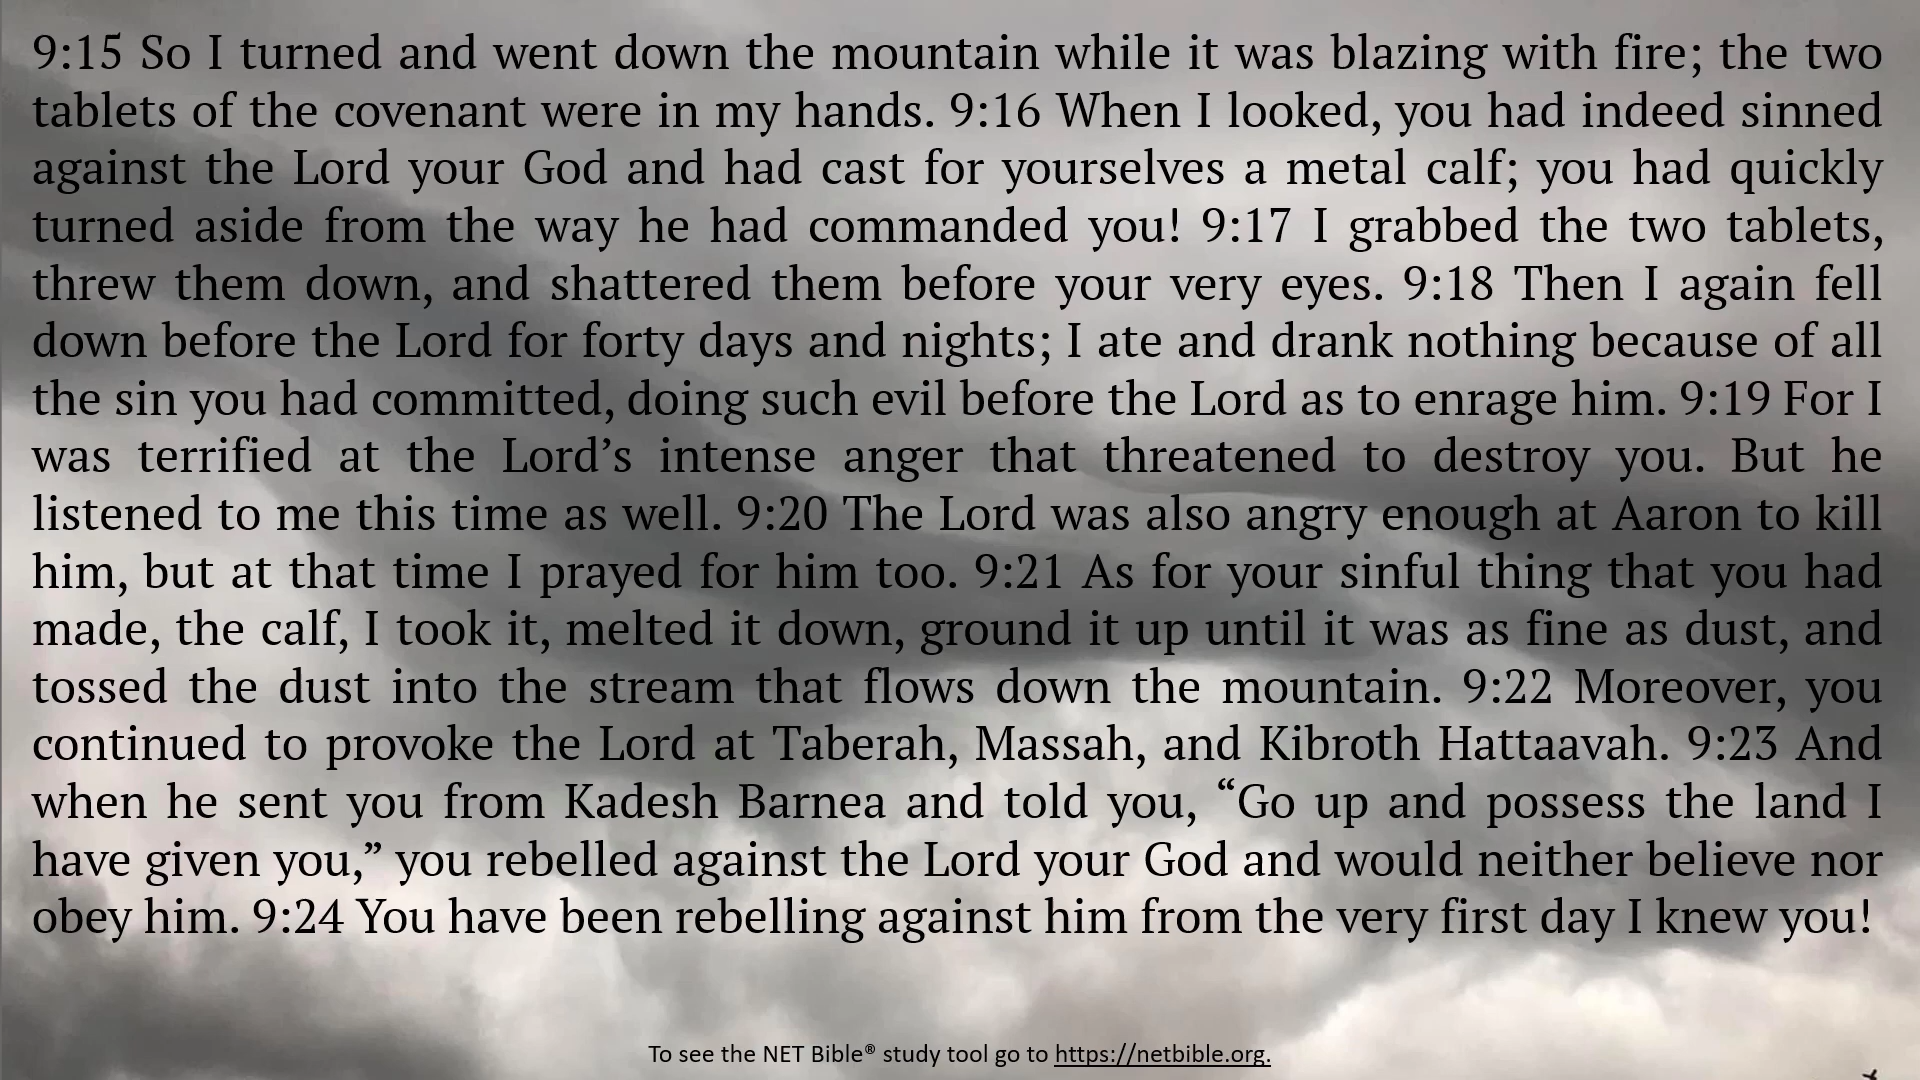 9:15 So I turned and went down the mountain while it was blazing with fire; the two
tablets of the covenant were in my hands. 9:16 When I looked, you had indeed sinned
against the Lord your God and had cast for yourselves a metal calf; you had quickly
turned aside from the way he had commanded you! 9:17 I grabbed the two tablets,
threw them down, and shattered them before your very eyes. 9:18 Then I again fell
down before the Lord for forty days and nights; I ate and drank nothing because of all
the sin you had committed, doing such evil before the Lord as to enrage him. 9:19 For I
was terrified at the Lord’s intense anger that threatened to destroy you. But he
listened to me this time as well. 9:20 The Lord was also angry enough at Aaron to kill
him, but at that time I prayed for him too. 9:21 As for your sinful thing that you had
made, the calf, I took it, melted it down, ground it up until it was as fine as dust, and
tossed the dust into the stream that flows down the mountain. 9:22 Moreover, you
continued to provoke the Lord at Taberah, Massah, and Kibroth Hattaavah. 9:23 And
when he sent you from Kadesh Barnea and told you, “Go up and possess the land I
have given you,” you rebelled against the Lord your God and would neither believe nor
obey him. 9:24 You have been rebelling against him from the very first day I knew you!
To see the NET Bible® study tool go to https://netbible.org.